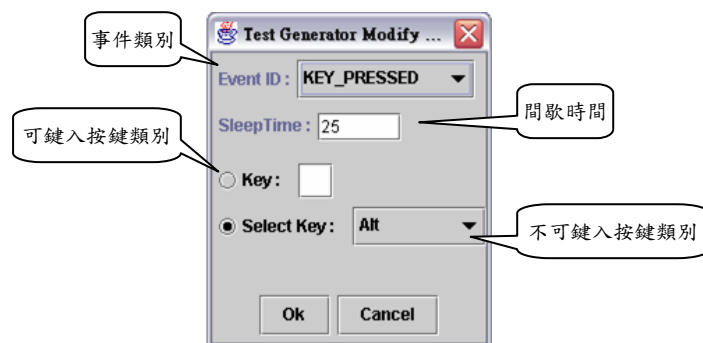 事件類別
Test Generator Modify ...
Event ID : KEY_PRESSED
SleepTime : 25
間歇時間
可鍵入按鍵類別
Key :
Select Key : Alt
不可鍵入按鍵類別
Ok Cancel